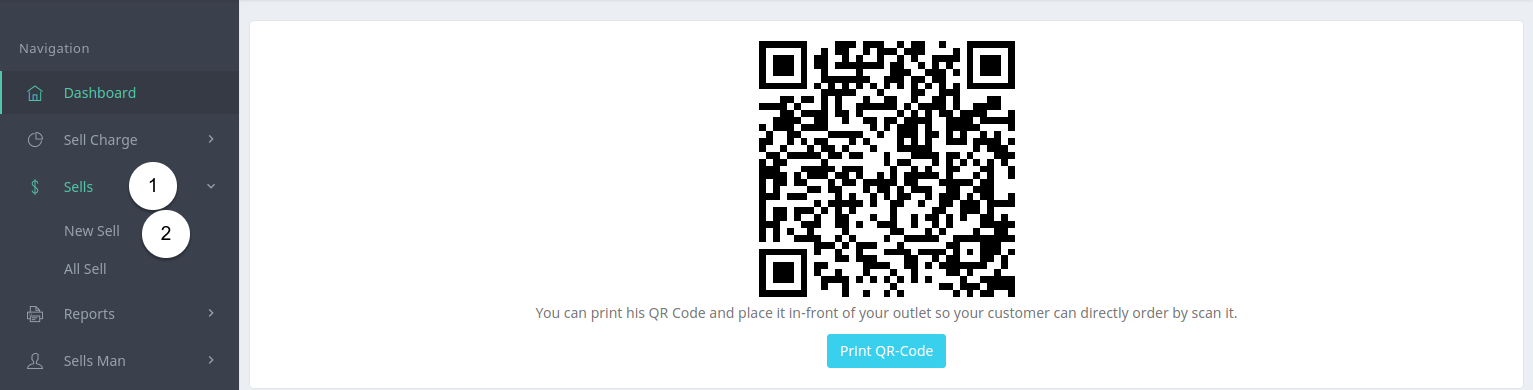 Navigation
Dashboard
Sell Charge
Sells
1
New Sell
2
All Sell
Reports
Sells Man
You can print his QR Code and place it in-front of your outlet so your customer can directly order by scan it.
Print QR-Code